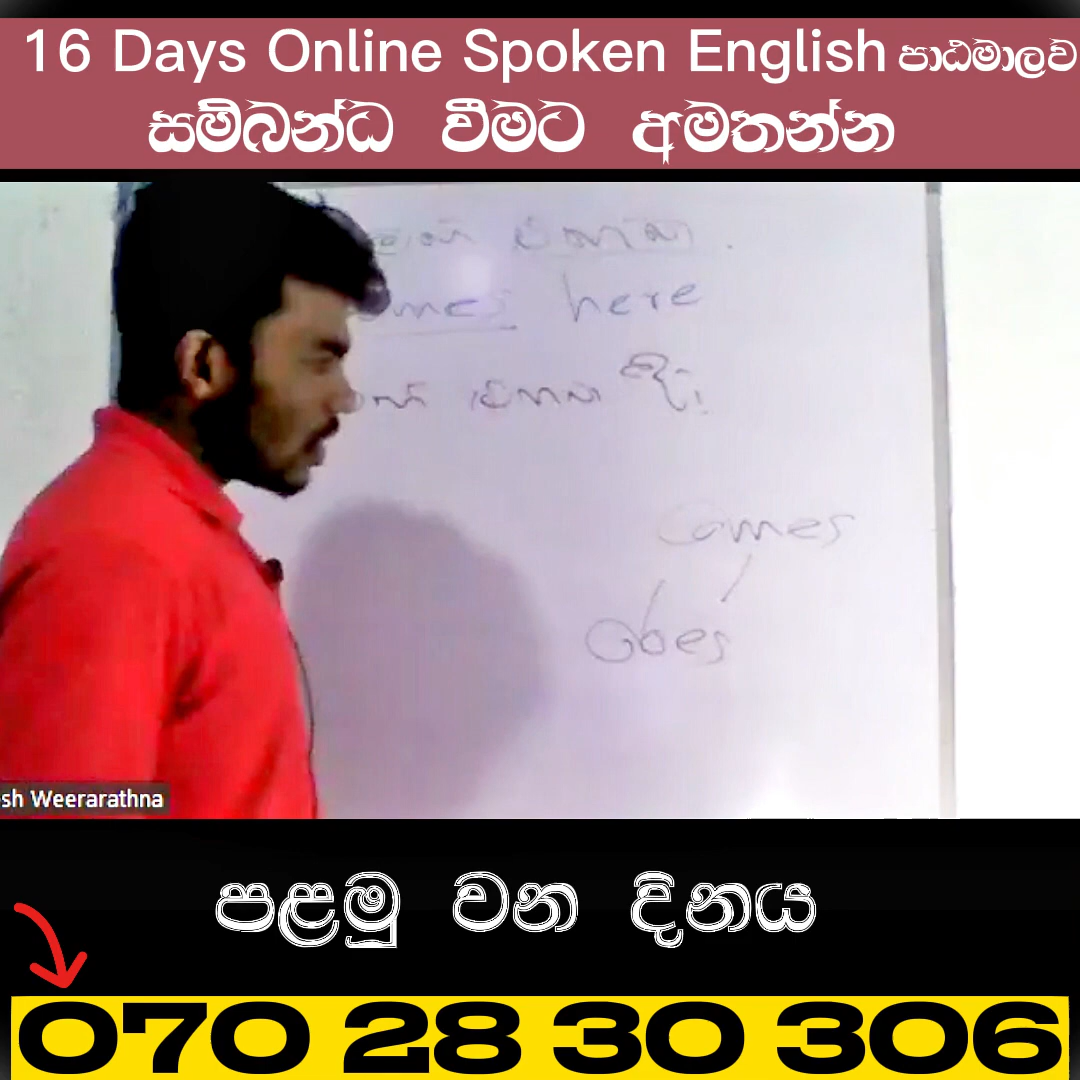 16 Days Online Spoken English පාඨමාලව
සම්බන්ධ වීමට අමතන්න
here
Comes
Goes
sh Weerarathna
පළමු වන දිනය
070 28 30 306